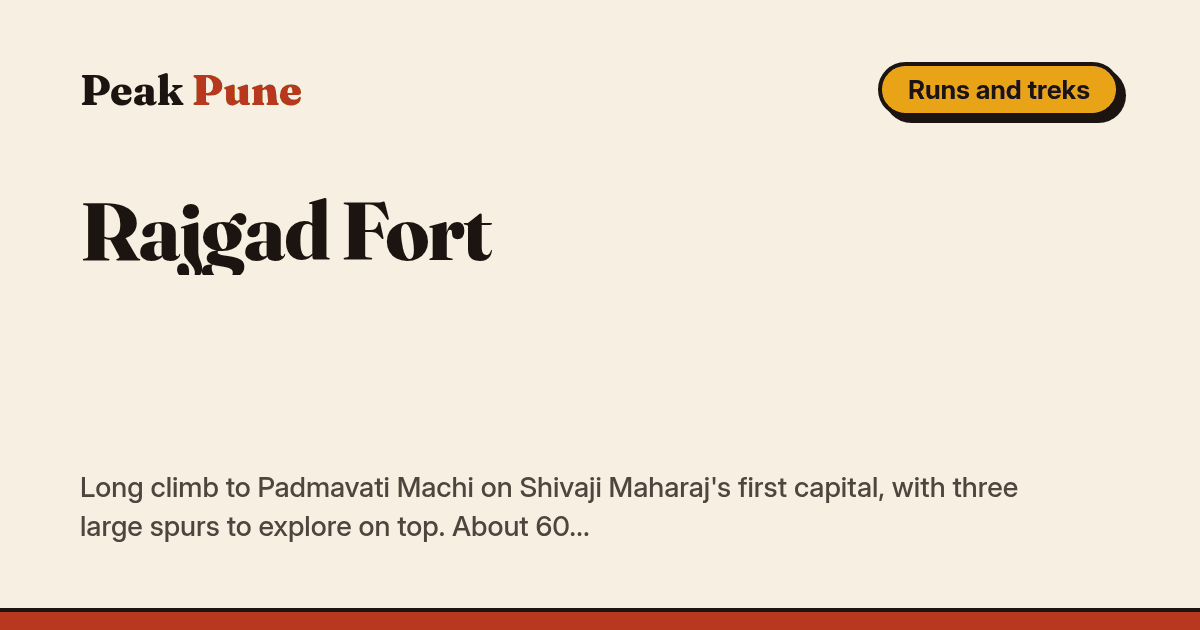 Peak Pune
Runs and treks
Rajgad Fort
Long climb to Padmavati Machi on Shivaji Maharaj's first capital, with three
large spurs to explore on top. About 60...